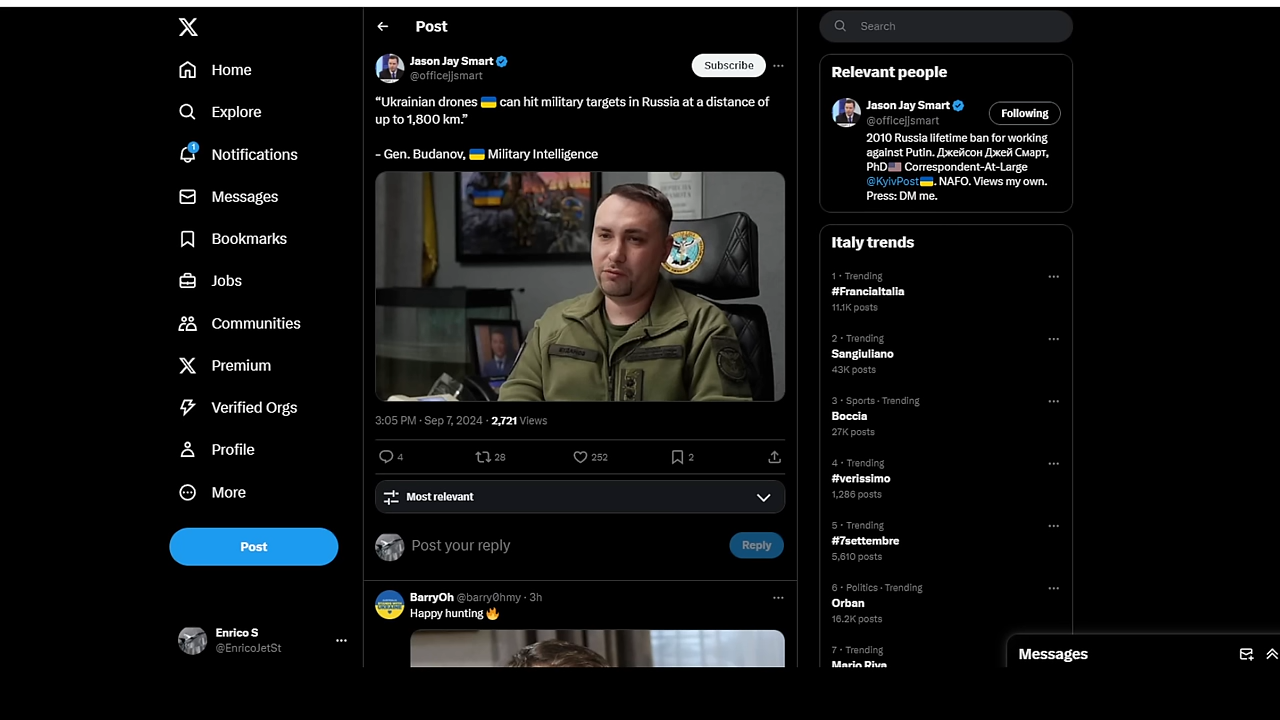 Home
Explore
1
Notifications
Messages
Bookmarks
Jobs
Communities
Premium
Verified Orgs
Profile
More
Post
Enrico S
@EnricoJetSt
Post
Jason Jay Smart
@officejjsmart
Subscribe
“Ukrainian drones 🇺🇦 can hit military targets in Russia at a distance of
up to 1,800 km.”
- Gen. Budanov, 🇺🇦 Military Intelligence
3:05 PM · Sep 7, 2024 · 2,721 Views
4
28
252
2
Most relevant
Post your reply
Reply
BarryOh @barry0hmy · 3h
Happy hunting 🔥
Search
Relevant people
Jason Jay Smart
@officejjsmart
Following
2010 Russia lifetime ban for working
against Putin. Джейсон Джей Смарт,
PhD🇺🇸 Correspondent-At-Large
@KyivPost🇺🇦. NAFO. Views my own.
Press: DM me.
Italy trends
1 · Trending
#FranciaItalia
11.1K posts
2 · Trending
Sangiuliano
43K posts
3 · Sports · Trending
Boccia
27K posts
4 · Trending
#verissimo
1,286 posts
5 · Trending
#7settembre
5,610 posts
6 · Politics · Trending
Orban
16.2K posts
7 · Trending
Mario Riva
Messages